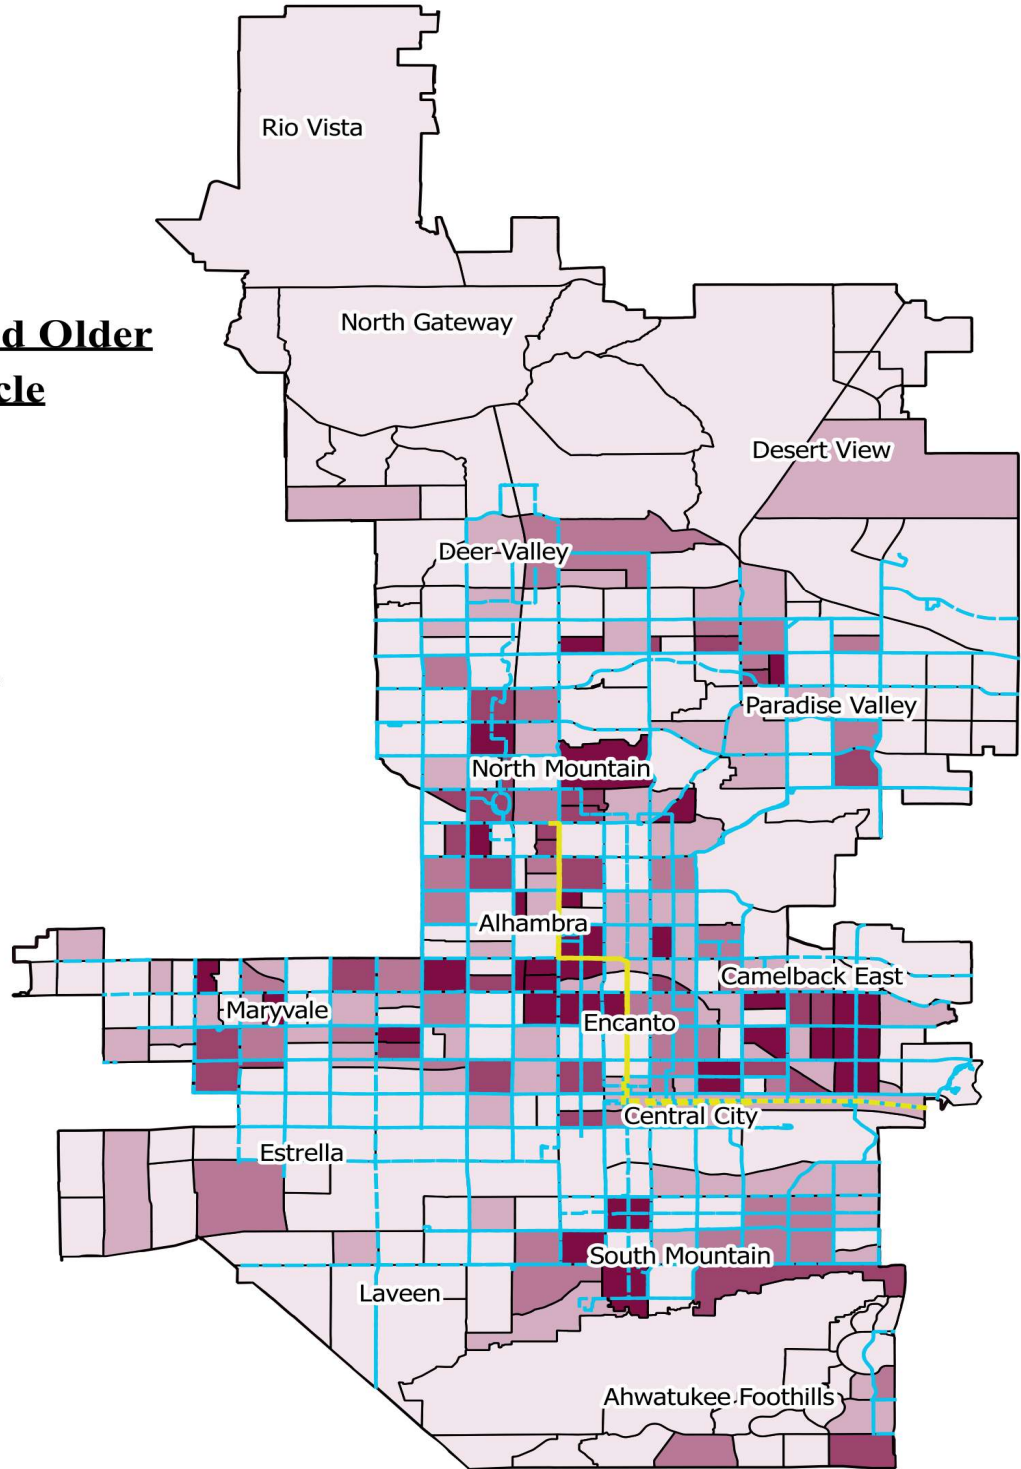 Rio Vista
North Gateway
d Older
cle
Desert View
Deer Valley
Paradise Valley
North Mountain
Alhambra
Camelback East
Maryvale
Encanto
Central City
Estrella
South Mountain
Laveen
Ahwatukee Foothills